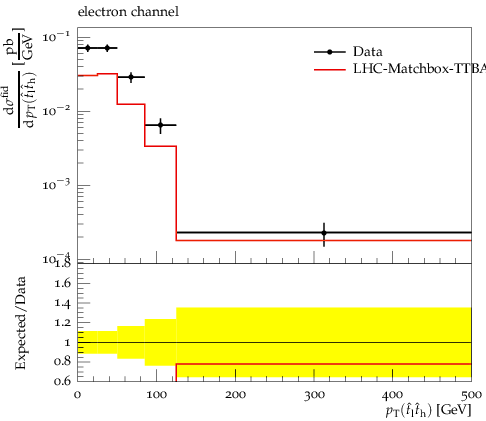 electron channel
dσ^fid / d p_T(t̂_l t̂_h) [pb / GeV]
10^−1
10^−2
10^−3
10^−4
Data
LHC-Matchbox-TTBA
Expected/Data
1.8
1.6
1.4
1.2
1
0.8
0.6
0 100 200 300 400 500
p_T(t̂_l t̂_h) [GeV]